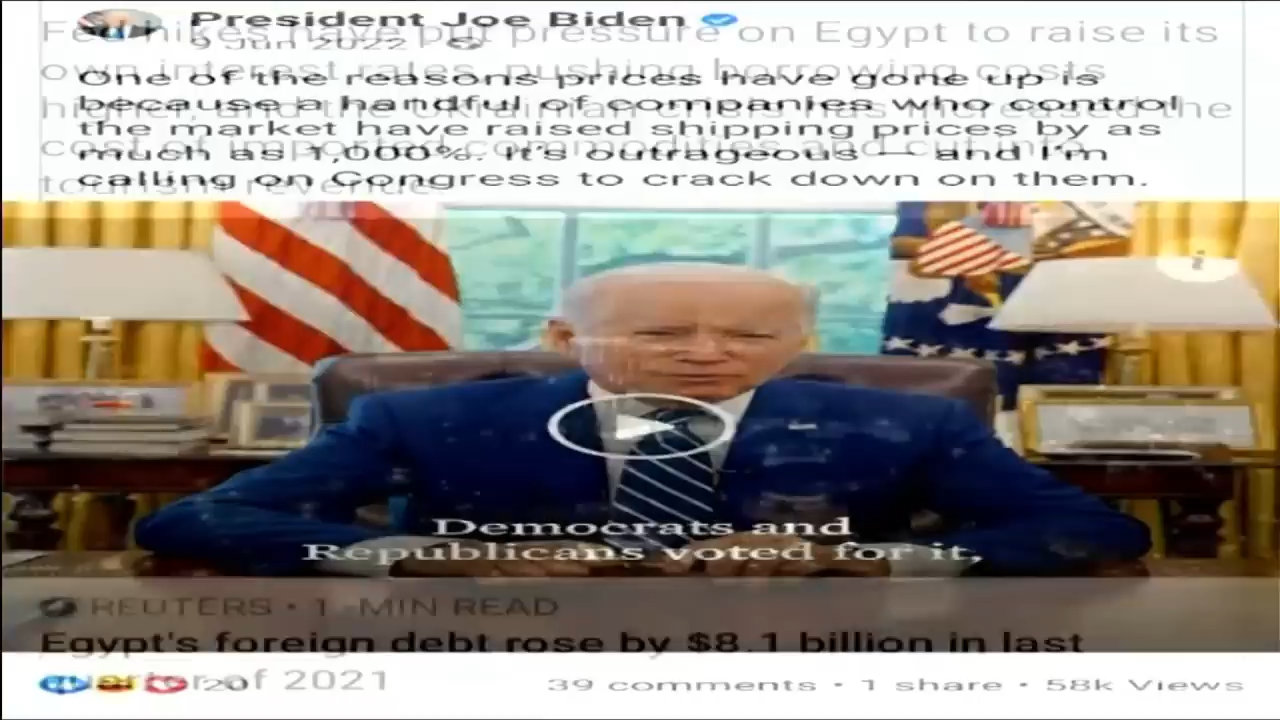 President Joe Biden
9 Jun 2022
Fed hikes have put pressure on Egypt to raise its
own interest rates, pushing borrowing costs
One of the reasons prices have gone up is
because a handful of companies who control
higher, and the Ukrainian crisis has increased the
the market have raised shipping prices by as
cost of imported commodities and cut into
much as 1,000%. It's outrageous — and I'm
tourism revenue.
calling on Congress to crack down on them.
Democrats and
Republicans voted for it,
REUTERS • 1 MIN READ
Egypt's foreign debt rose by $8.1 billion in last
quarter of 2021
39 comments • 1 share • 58k Views